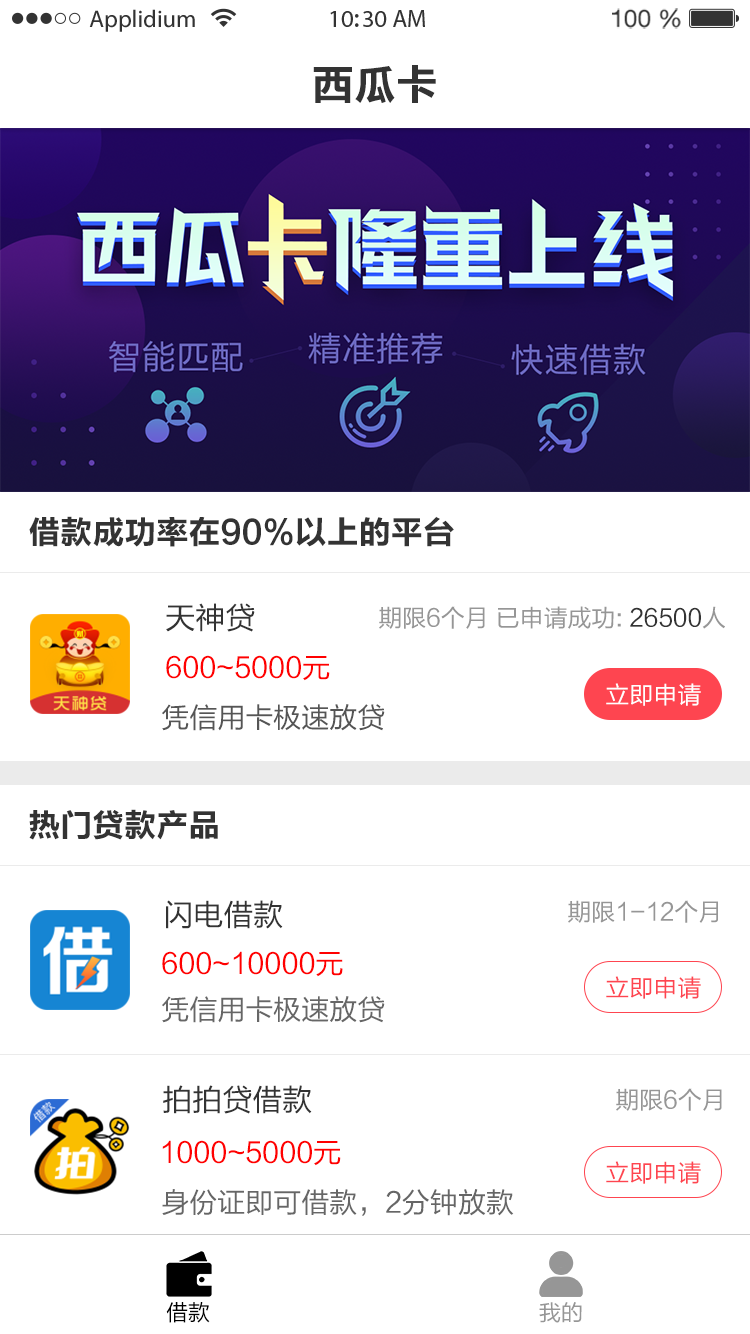 Applidium 10:30 AM 100 %
西瓜卡
西瓜卡隆重上线
智能匹配 精准推荐 快速借款
借款成功率在90%以上的平台
天神贷
天神贷 期限6个月 已申请成功: 26500人
600~5000元
立即申请
凭信用卡极速放贷
热门贷款产品
借
闪电借款 期限1-12个月
600~10000元
立即申请
凭信用卡极速放贷
借款
拍
拍拍贷借款 期限6个月
1000~5000元
立即申请
身份证即可借款，2分钟放款
借款 我的